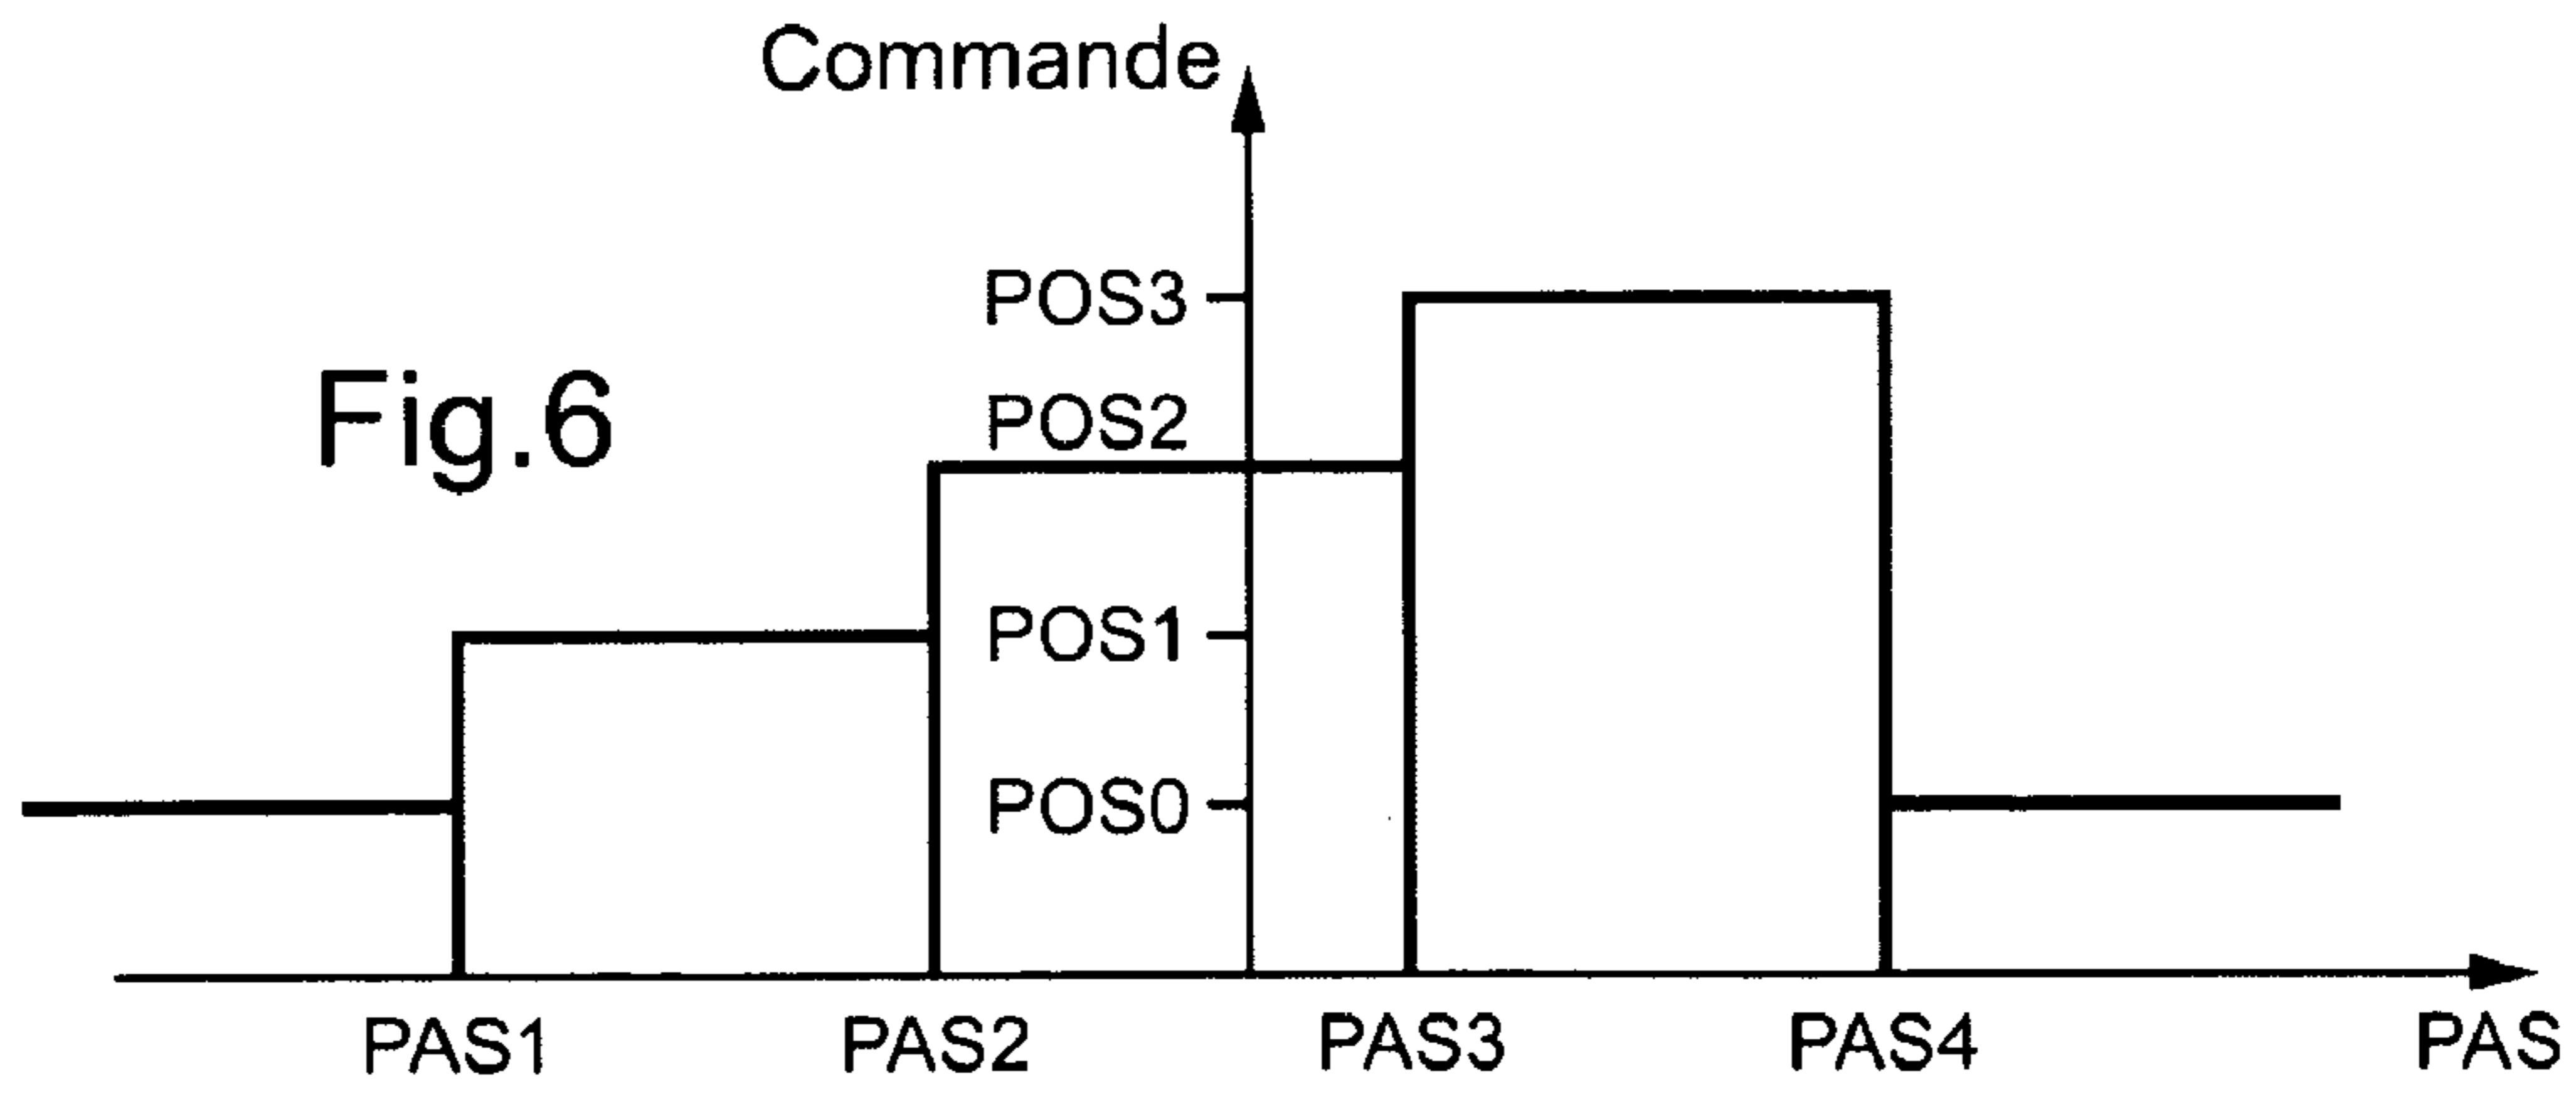 Commande
POS3
Fig.6
POS2
POS1
POS0
PAS1 PAS2 PAS3 PAS4 PAS